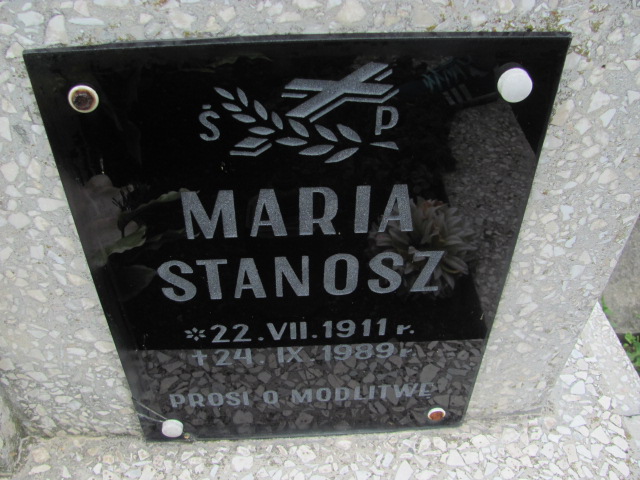 Ś P
MARIA
STANOSZ
* 22. VII. 1911 r.
+ 24. IX. 1989 r.
PROSI O MODLITWĘ